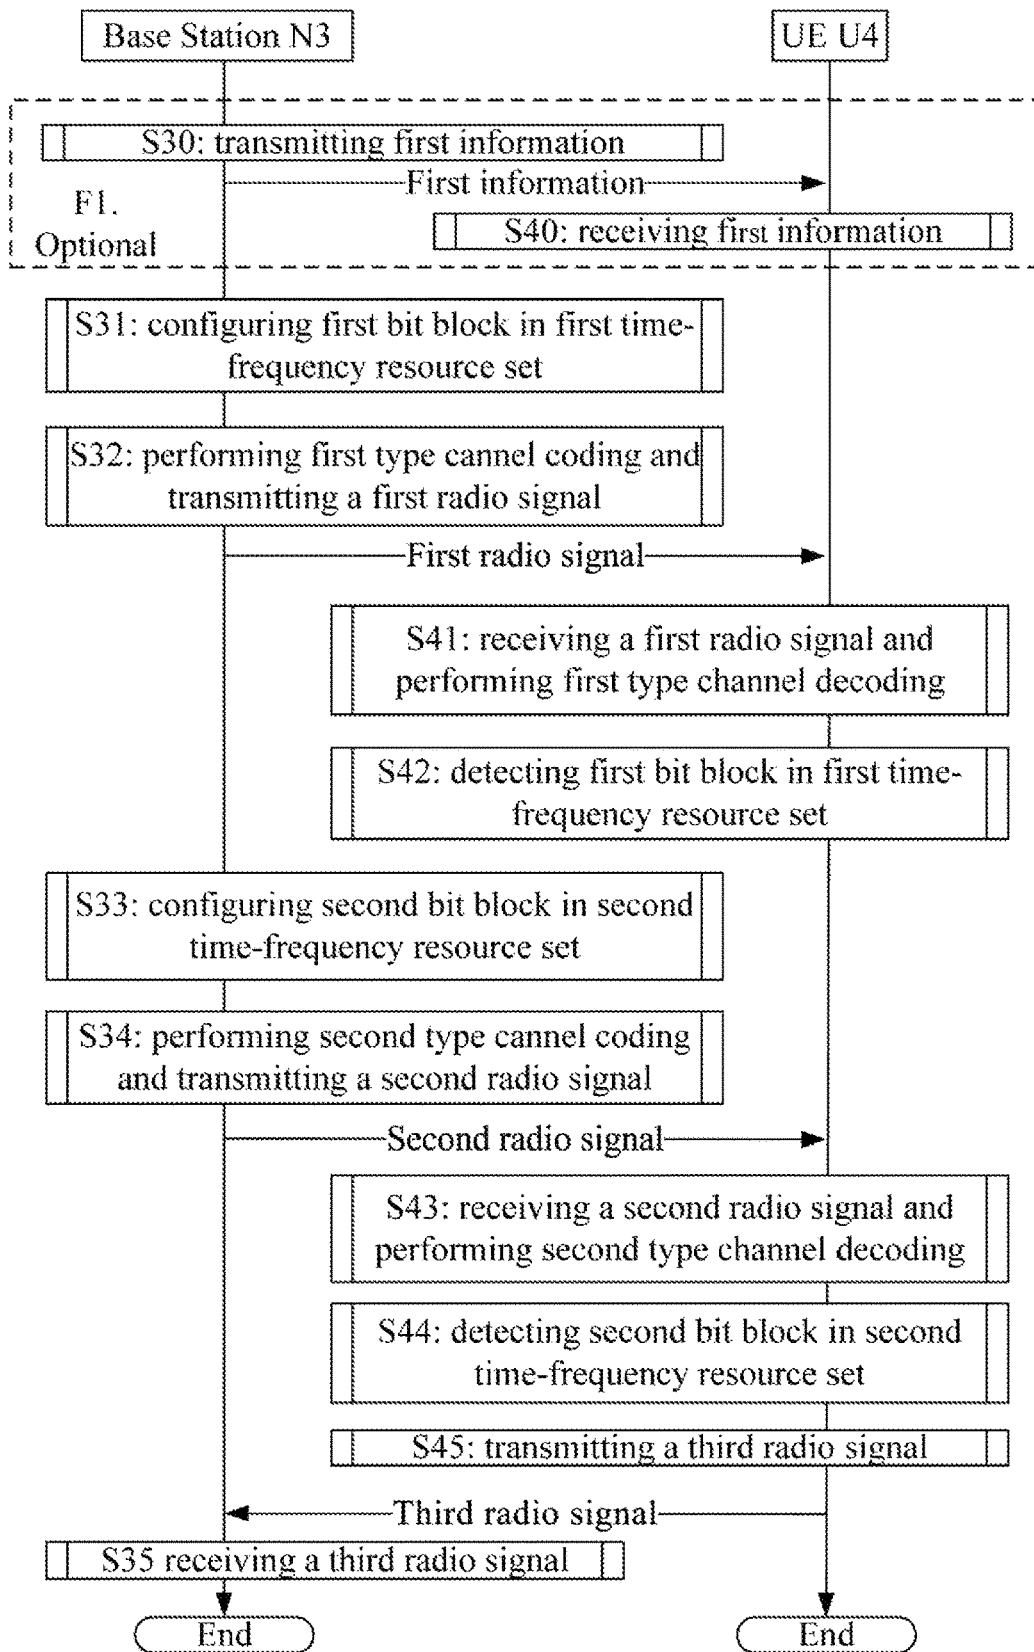 Base Station N3
UE U4
S30: transmitting first information
First information
F1.
Optional
S40: receiving first information
S31: configuring first bit block in first time-
frequency resource set
S32: performing first type cannel coding and
transmitting a first radio signal
First radio signal
S41: receiving a first radio signal and
performing first type channel decoding
S42: detecting first bit block in first time-
frequency resource set
S33: configuring second bit block in second
time-frequency resource set
S34: performing second type cannel coding
and transmitting a second radio signal
Second radio signal
S43: receiving a second radio signal and
performing second type channel decoding
S44: detecting second bit block in second
time-frequency resource set
S45: transmitting a third radio signal
Third radio signal
S35 receiving a third radio signal
End
End